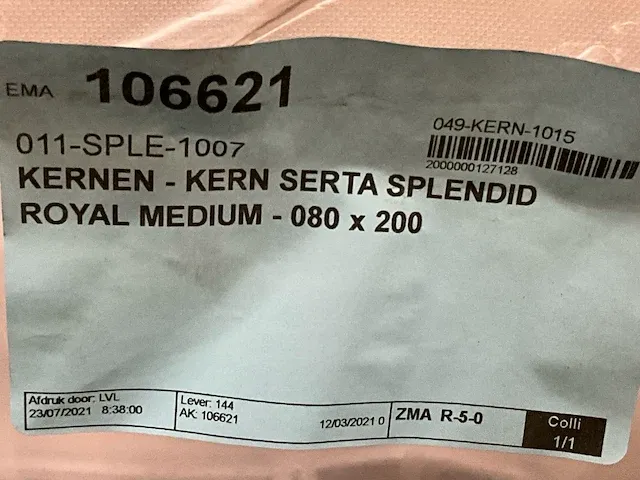 EMA 106621
049-KERN-1015
011-SPLE-1007
2000000127128
KERNEN - KERN SERTA SPLENDID
ROYAL MEDIUM - 080 x 200
Afdruk door: LVL
23/07/2021 8:38:00
Lever: 144
AK: 106621
12/03/2021 0
ZMA R-5-0
Colli
1/1